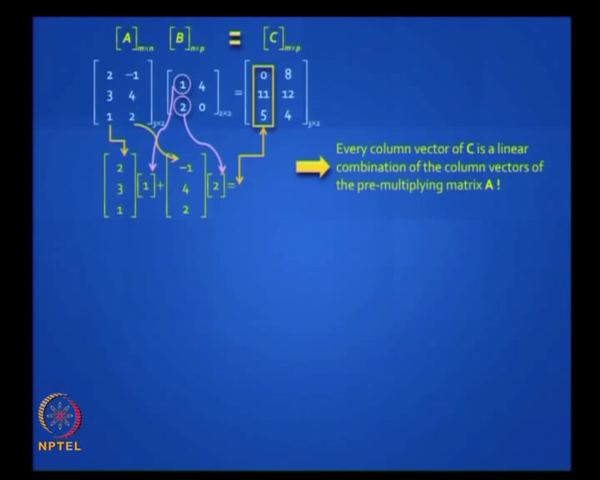 [A]m×n [B]n×p = [C]m×p
[2 −1 [1 4 [0 8
3 4 2 0]2×2 = 11 12
1 2]3×2 5 4]3×2
[2 [−1
3 [1] + 4 [2] =
1] 2]
Every column vector of C is a linear
combination of the column vectors of
the pre-multiplying matrix A !
NPTEL